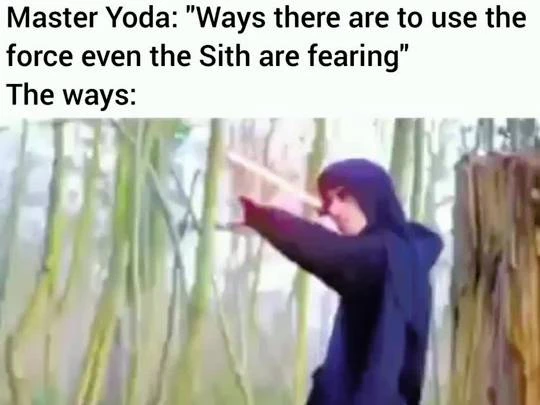 Master Yoda: "Ways there are to use the
force even the Sith are fearing"
The ways: